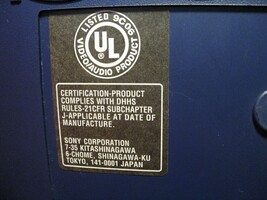 LISTED 9C06
UL
VIDEO/AUDIO PRODUCT
CERTIFICATION-PRODUCT
COMPLIES WITH DHHS
RULES-21CFR SUBCHAPTER
J-APPLICABLE AT DATE OF
MANUFACTURE.
SONY CORPORATION
7-35 KITASHINAGAWA
6-CHOME, SHINAGAWA-KU
TOKYO, 141-0001 JAPAN